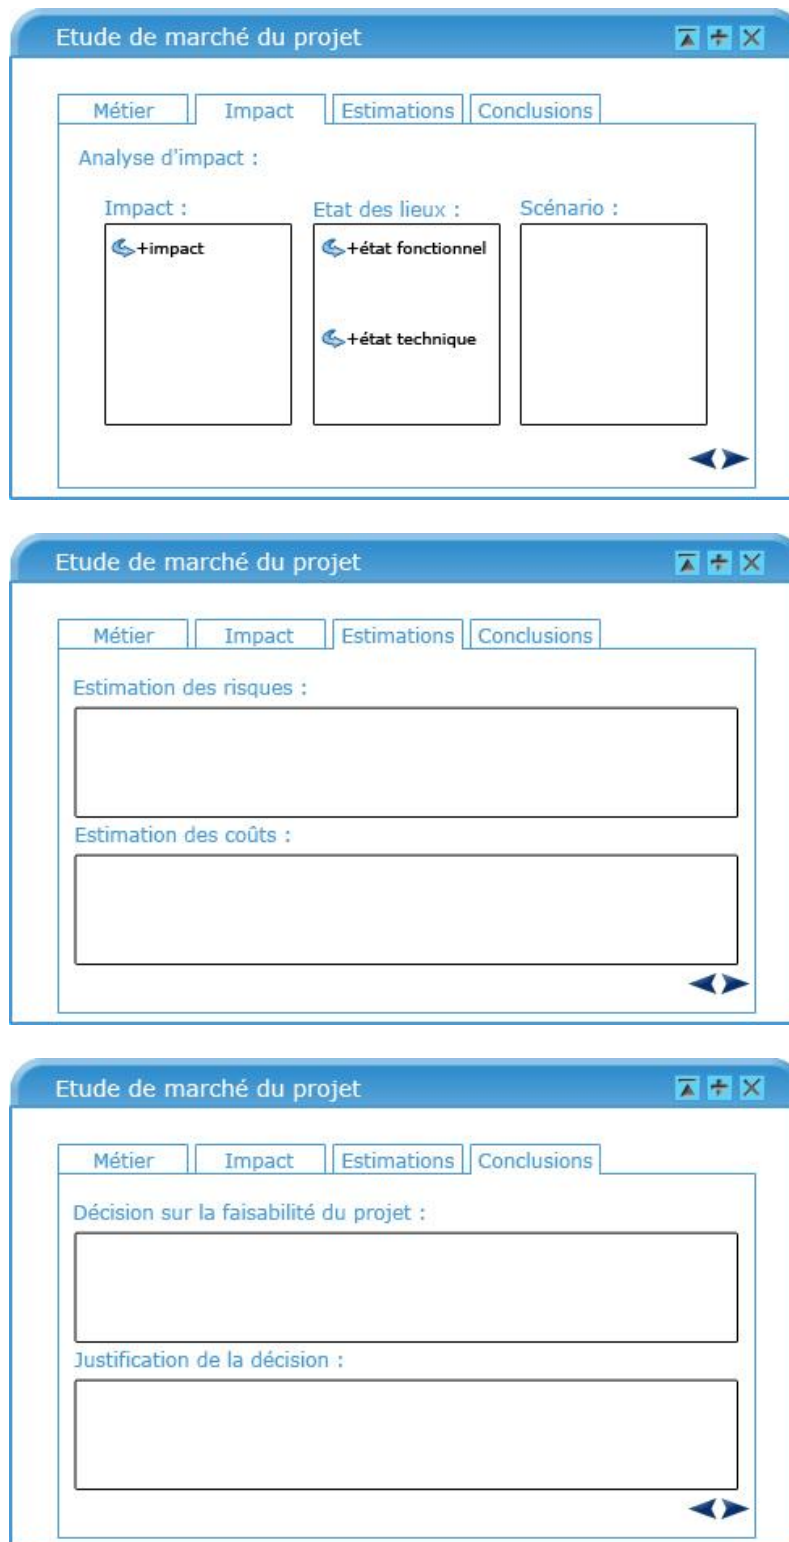 Etude de marché du projet
Métier Impact Estimations Conclusions
Analyse d'impact :
Impact : Etat des lieux : Scénario :
+impact +état fonctionnel
+état technique
Etude de marché du projet
Métier Impact Estimations Conclusions
Estimation des risques :
Estimation des coûts :
Etude de marché du projet
Métier Impact Estimations Conclusions
Décision sur la faisabilité du projet :
Justification de la décision :